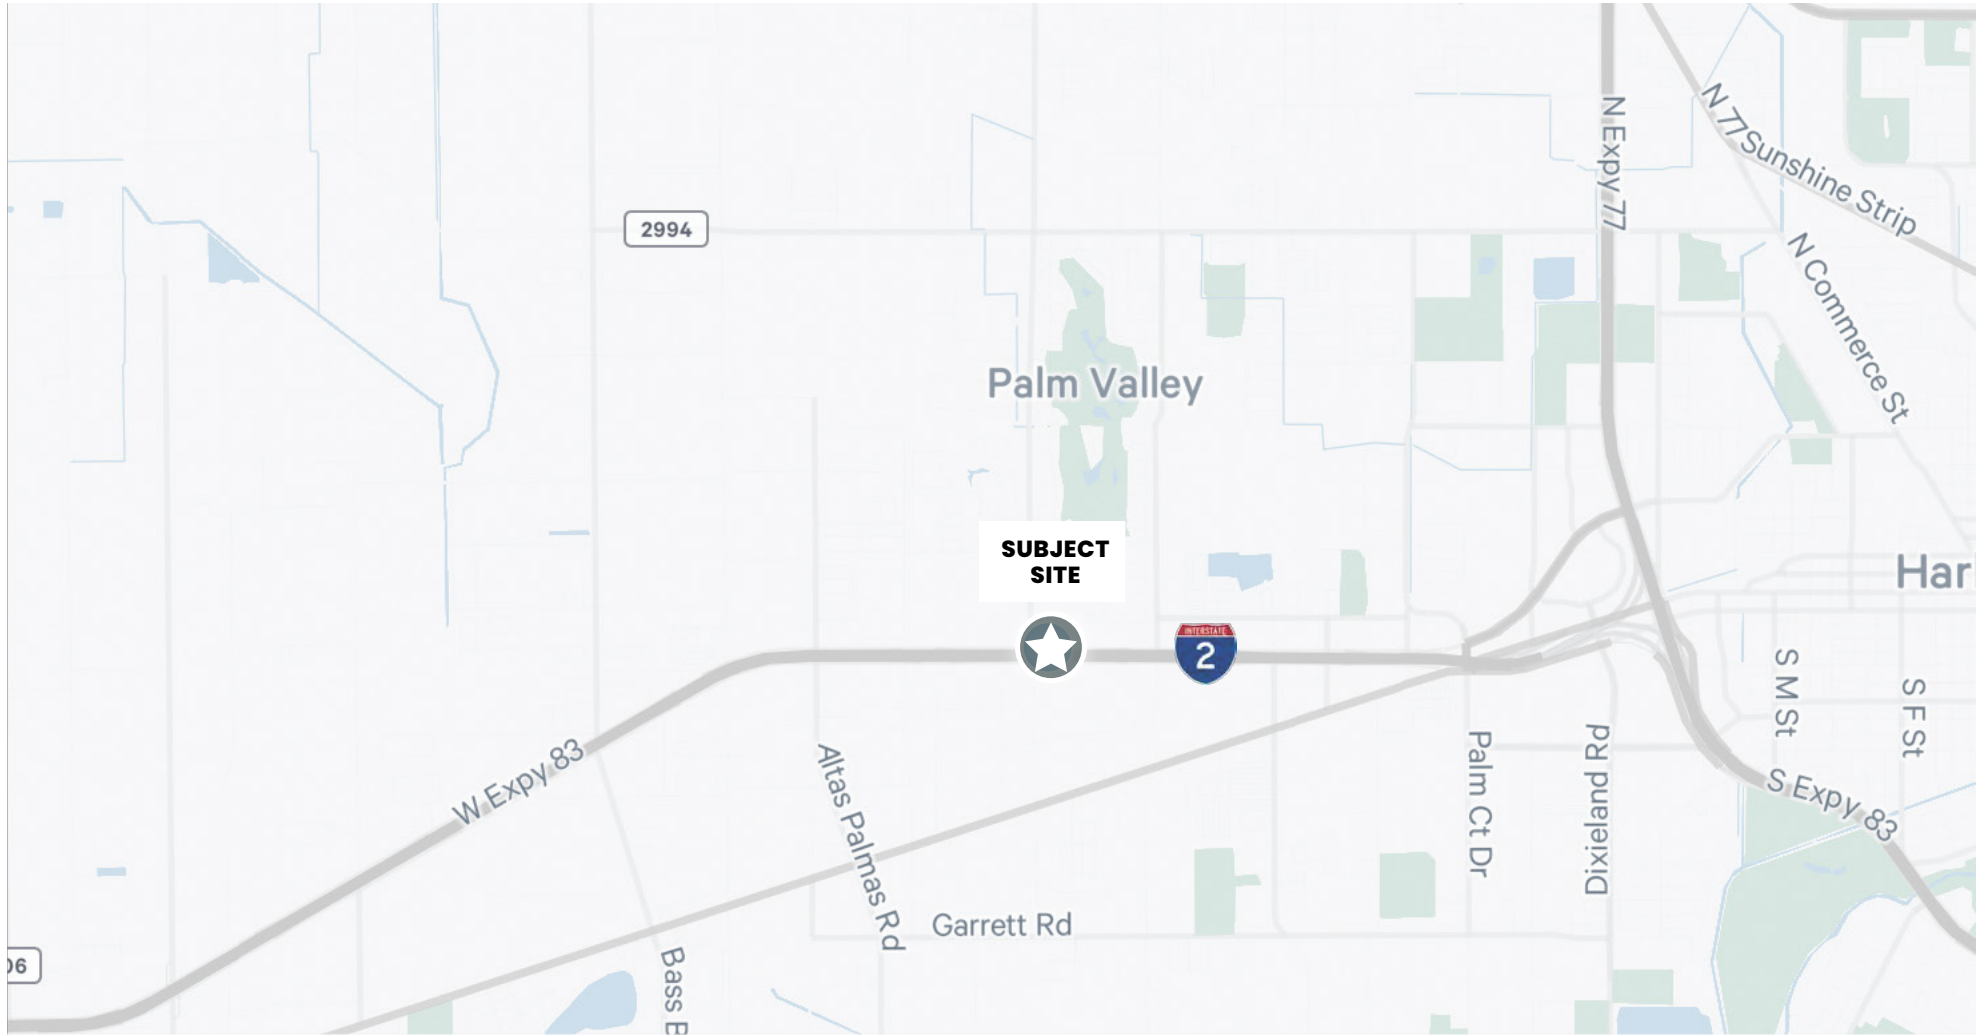 N Expy 77
N 77 Sunshine Strip
2994
N Commerce St
Palm Valley
SUBJECT
SITE
Har
INTERSTATE
2
S M St
S F St
W Expy 83
Altas Palmas Rd
Palm Ct Dr
Dixieland Rd
S Expy 83
Garrett Rd
06
Bass B